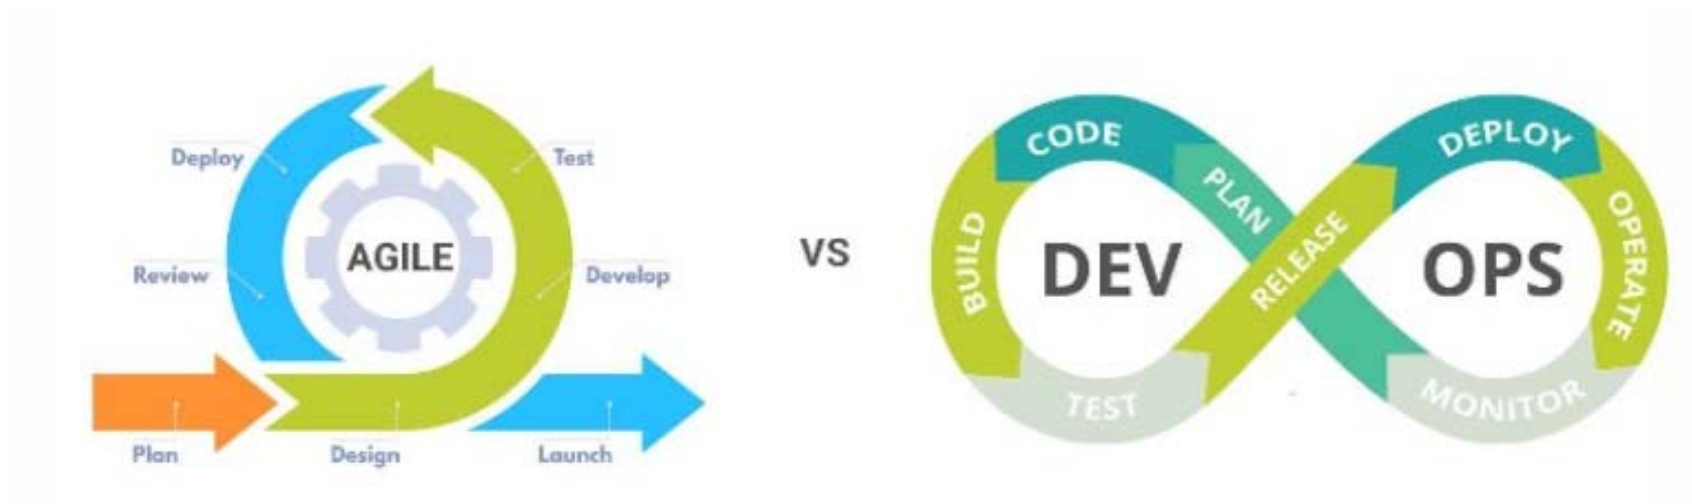 Deploy
Test
AGILE
Review
Develop
Plan
Design
Launch
VS
CODE
PLAN
BUILD
DEV
TEST
RELEASE
DEPLOY
OPERATE
OPS
MONITOR